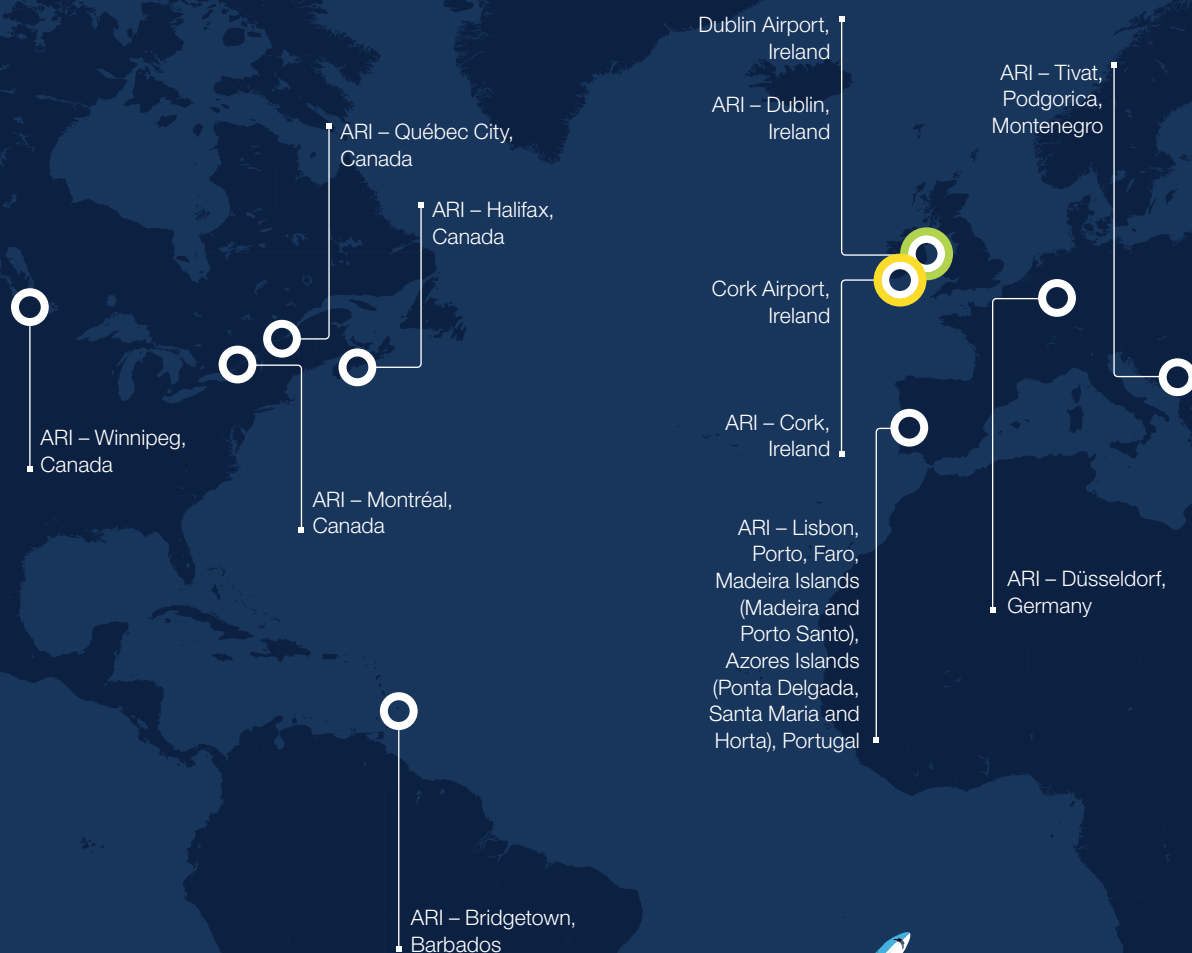 Dublin Airport,
Ireland
ARI – Dublin,
Ireland
ARI – Tivat,
Podgorica,
Montenegro
ARI – Québec City,
Canada
ARI – Halifax,
Canada
Cork Airport,
Ireland
ARI – Cork,
Ireland
ARI – Winnipeg,
Canada
ARI – Montréal,
Canada
ARI – Lisbon,
Porto, Faro,
Madeira Islands
(Madeira and
Porto Santo),
Azores Islands
(Ponta Delgada,
Santa Maria and
Horta), Portugal
ARI – Düsseldorf,
Germany
ARI – Bridgetown,
Barbados